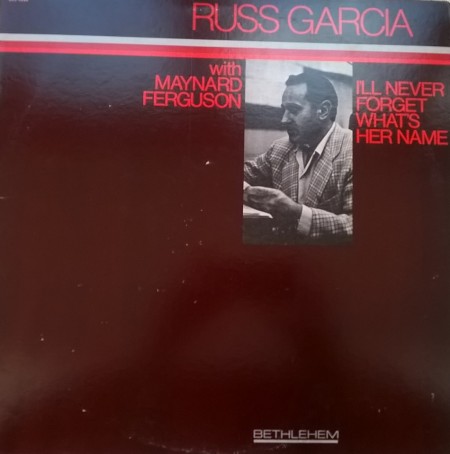 RUSS GARCIA
with
MAYNARD
FERGUSON
I'LL NEVER
FORGET
WHAT'S
HER NAME
BETHLEHEM